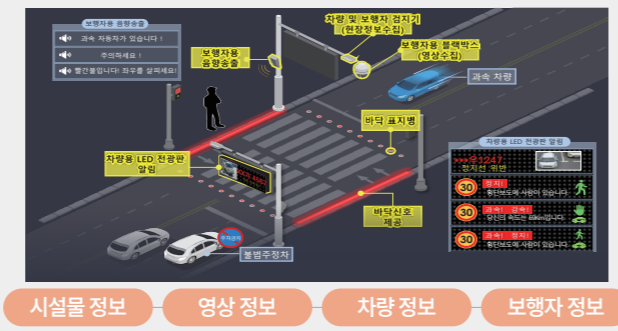 보행자용 음향송출
과속 자동차가 있습니다 !
주의하세요 !
빨간불입니다! 좌우를 살피세요!
보행자용
음향송출
차량 및 보행자 검지기
(현장정보수집)
보행자용 블랙박스
(영상수집)
과속 차량
바닥 표지병
차량용 LED 전광판
알림
바닥신호
제공
불법주정차
차량용 LED 전광판 알림
정지선 위반
30
정지!
횡단보도에 사람이 있습니다.
30
과속! 감속!
30
과속! 정지!
횡단보도에 사람이 있습니다.
시설물 정보
영상 정보
차량 정보
보행자 정보